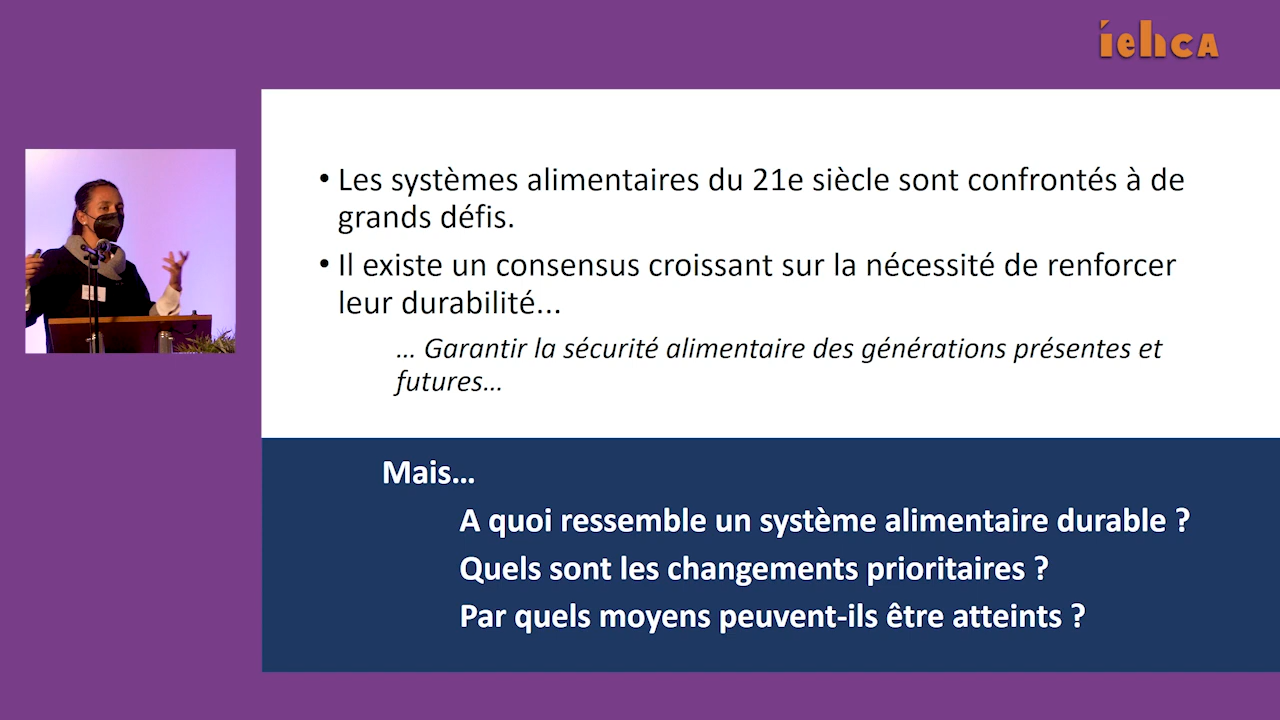 iehca
• Les systèmes alimentaires du 21e siècle sont confrontés à de
grands défis.
• Il existe un consensus croissant sur la nécessité de renforcer
leur durabilité...
... Garantir la sécurité alimentaire des générations présentes et
futures...
Mais...
A quoi ressemble un système alimentaire durable ?
Quels sont les changements prioritaires ?
Par quels moyens peuvent-ils être atteints ?